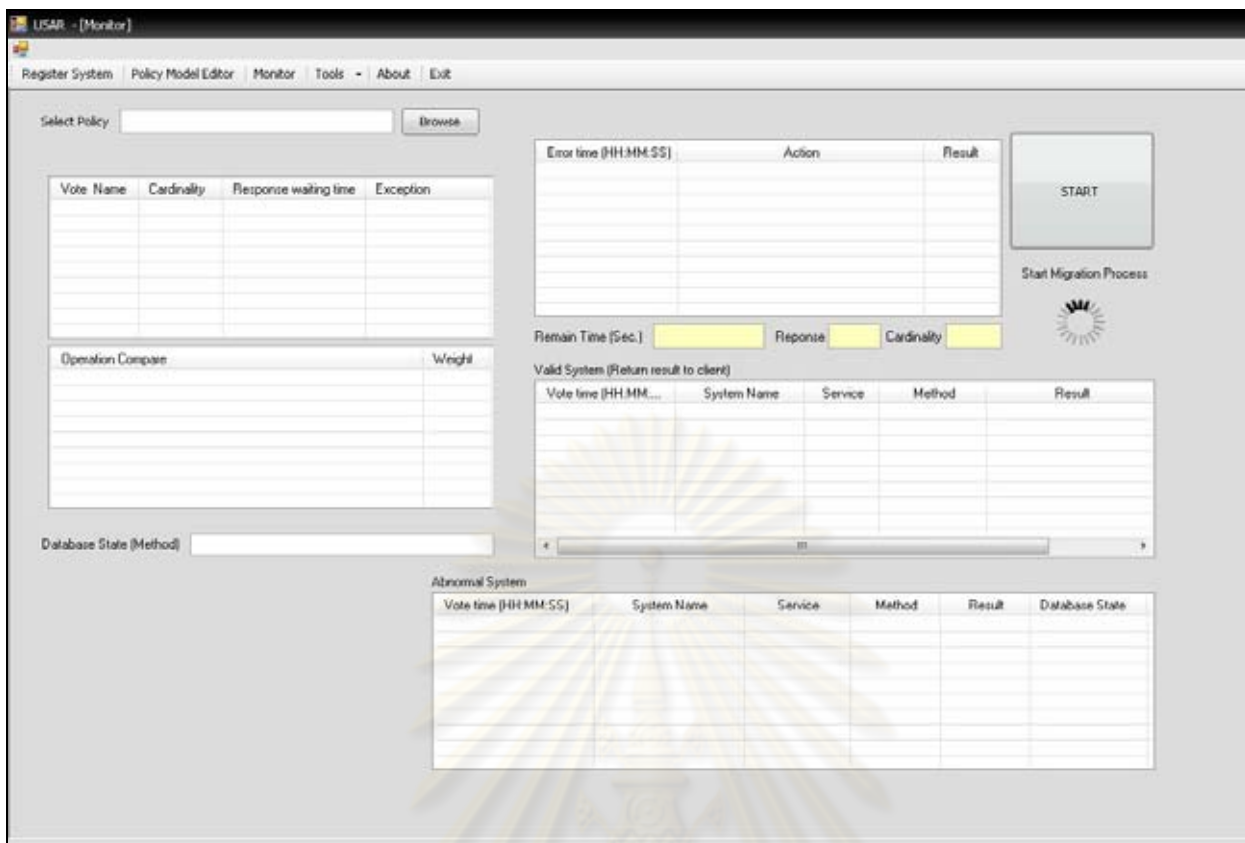 USAR - [Monitor]
Register System Policy Model Editor Monitor Tools About Exit
Select Policy Browse
Vote Name Cardinality Response waiting time Exception
Operation Compare Weight
Database State (Method)
Error time (HH:MM:SS) Action Result
START
Start Migration Process
Remain Time (Sec.) Reponse Cardinality
Valid System (Return result to client)
Vote time (HH:MM.... System Name Service Method Result
Abnormal System
Vote time (HH:MM:SS) System Name Service Method Result Database State